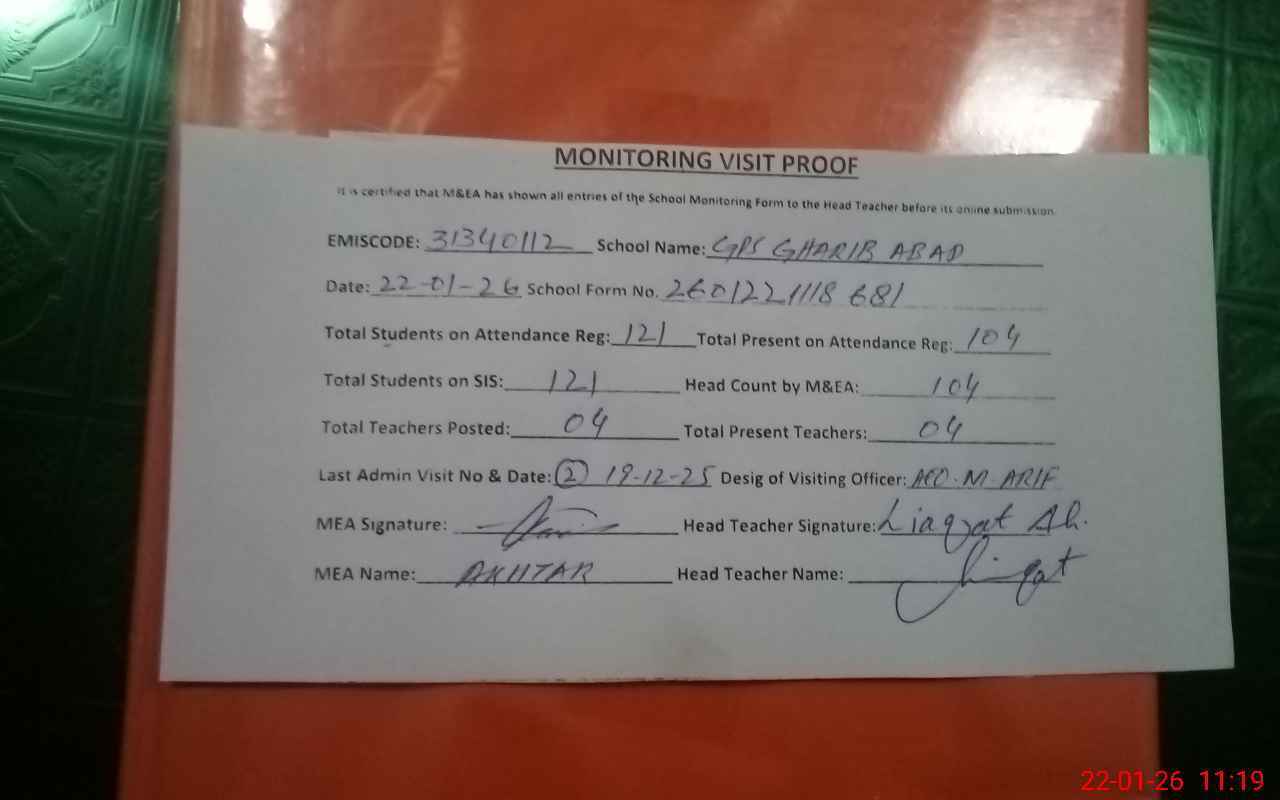 MONITORING VISIT PROOF
It is certified that M&EA has shown all entries of the School Monitoring Form to the Head Teacher before its online submission.
EMISCODE: 31340112 School Name: GPS GHARIB ABAD
Date: 22-01-26 School Form No. 2601221118681
Total Students on Attendance Reg: 121 Total Present on Attendance Reg: 104
Total Students on SIS: 121 Head Count by M&EA: 104
Total Teachers Posted: 04 Total Present Teachers: 04
Last Admin Visit No & Date: (2) 19-12-25 Desig of Visiting Officer: AEO. M. ARIF
MEA Signature: Head Teacher Signature: Liaqat Ah.
MEA Name: AKHTAR Head Teacher Name:
22-01-26 11:19